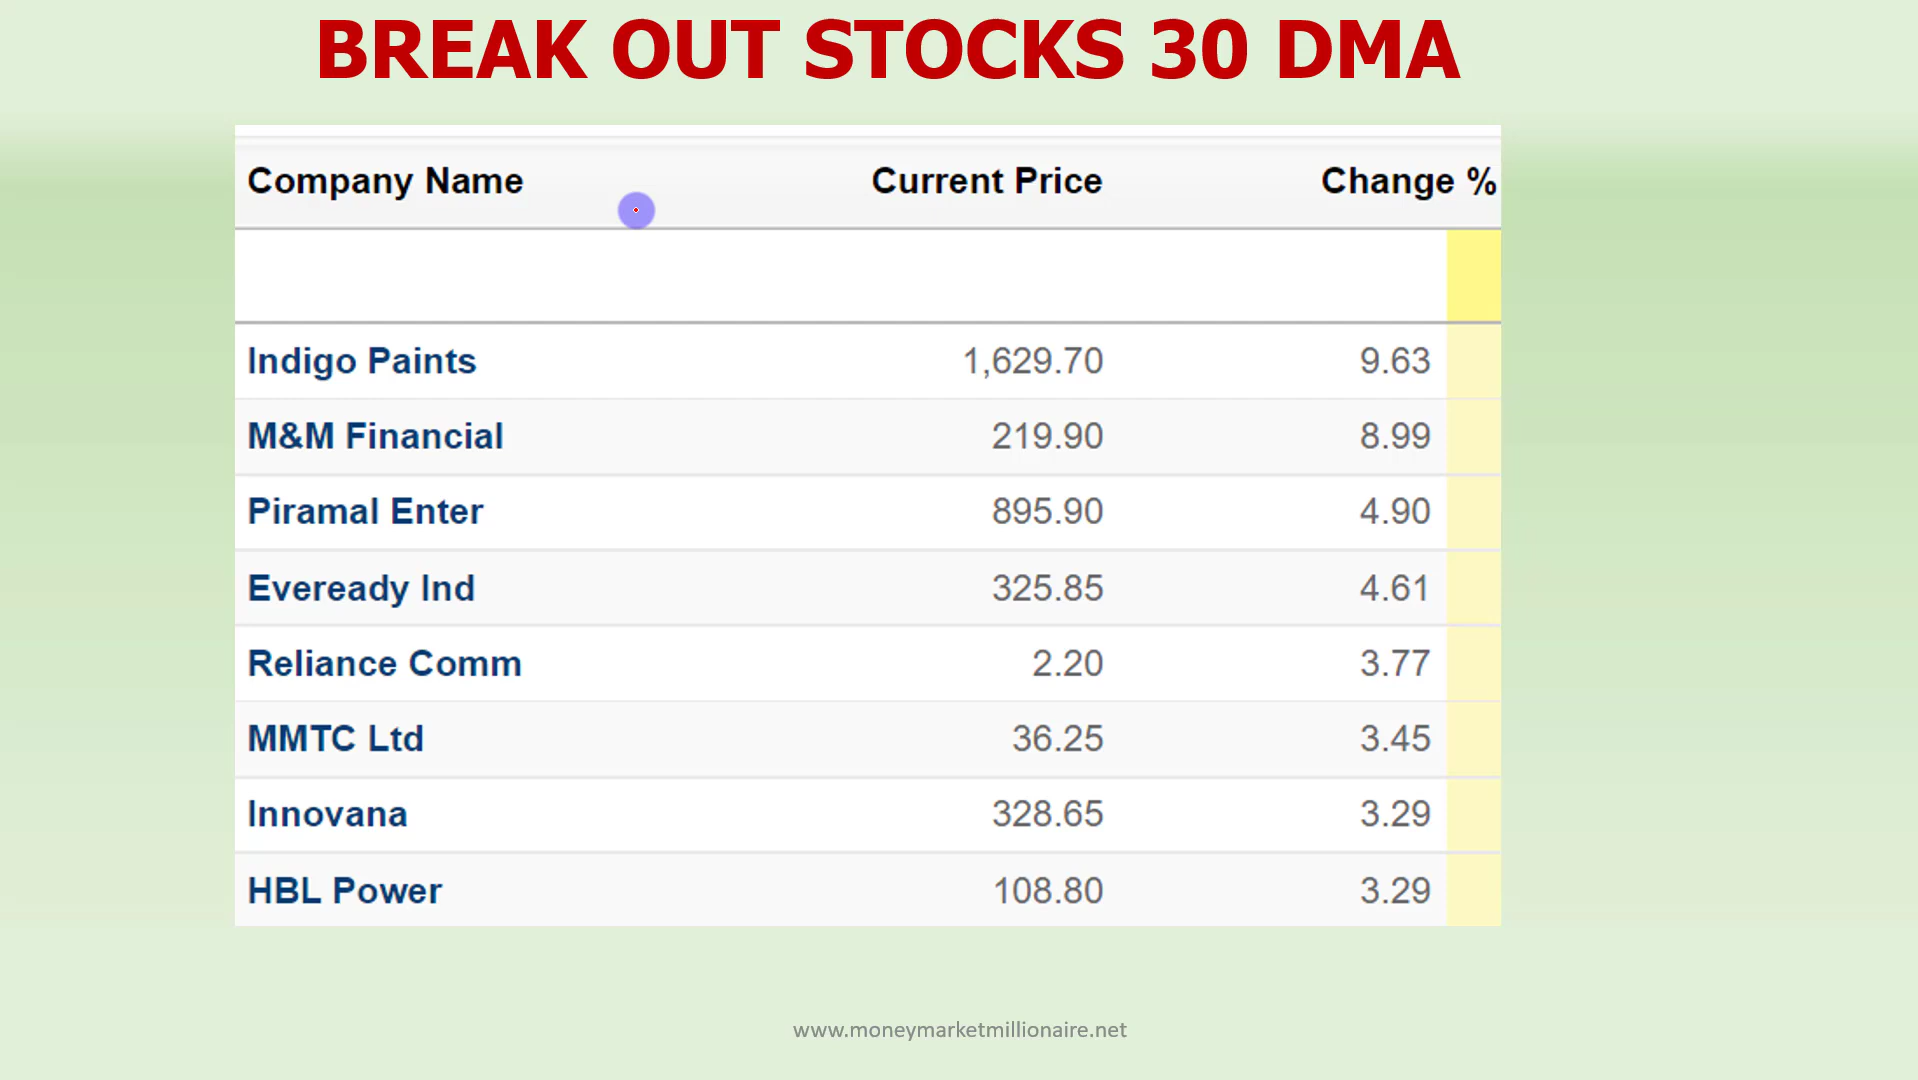 BREAK OUT STOCKS 30 DMA
Company Name Current Price Change %
Indigo Paints 1,629.70 9.63
M&M Financial 219.90 8.99
Piramal Enter 895.90 4.90
Eveready Ind 325.85 4.61
Reliance Comm 2.20 3.77
MMTC Ltd 36.25 3.45
Innovana 328.65 3.29
HBL Power 108.80 3.29
www.moneymarketmillionaire.net